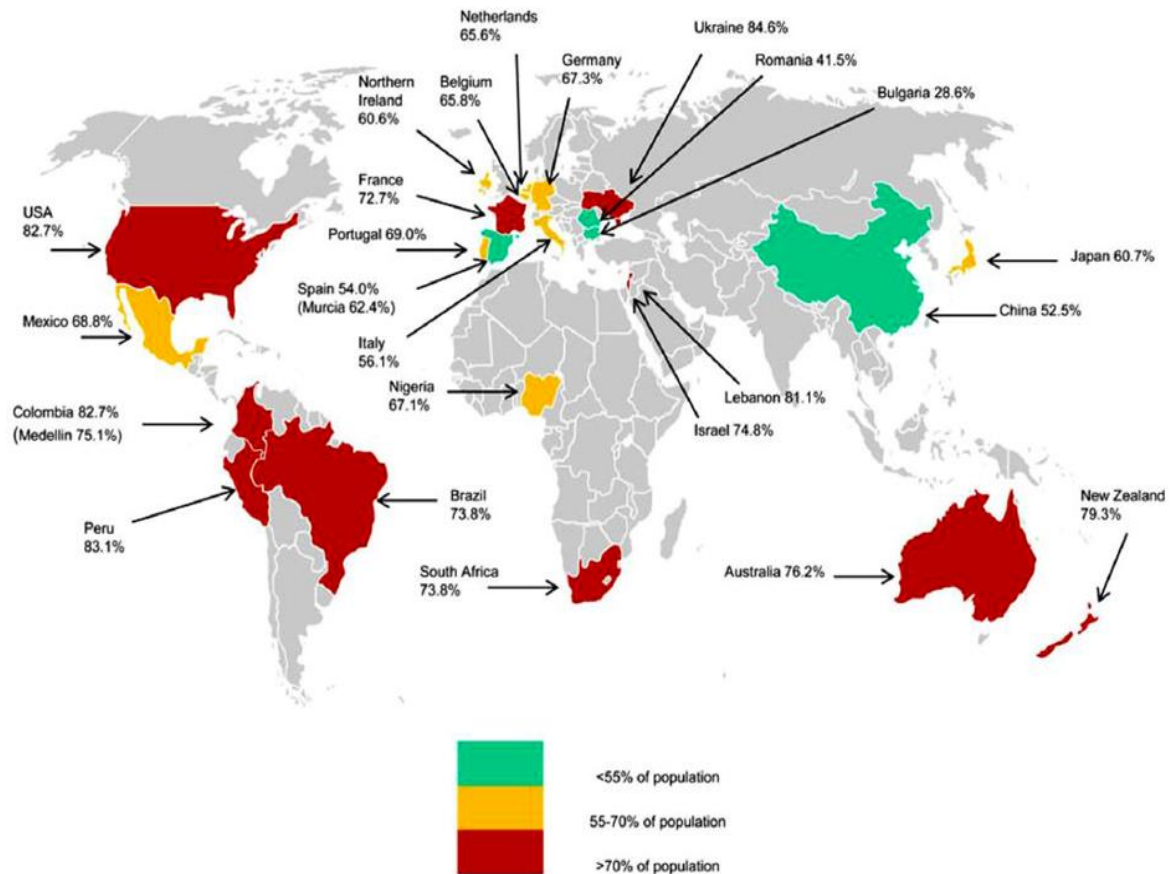 Netherlands
65.6%
Ukraine 84.6%
Romania 41.5%
Germany
67.3%
Belgium
65.8%
Northern
Ireland
60.6%
Bulgaria 28.6%
France
72.7%
USA
82.7%
Portugal 69.0%
Spain 54.0%
(Murcia 62.4%)
Japan 60.7%
China 52.5%
Mexico 68.8%
Italy
56.1%
Nigeria
67.1%
Lebanon 81.1%
Israel 74.8%
Colombia 82.7%
(Medellin 75.1%)
Peru
83.1%
Brazil
73.8%
South Africa
73.8%
Australia 76.2%
New Zealand
79.3%
<55% of population
55-70% of population
>70% of population